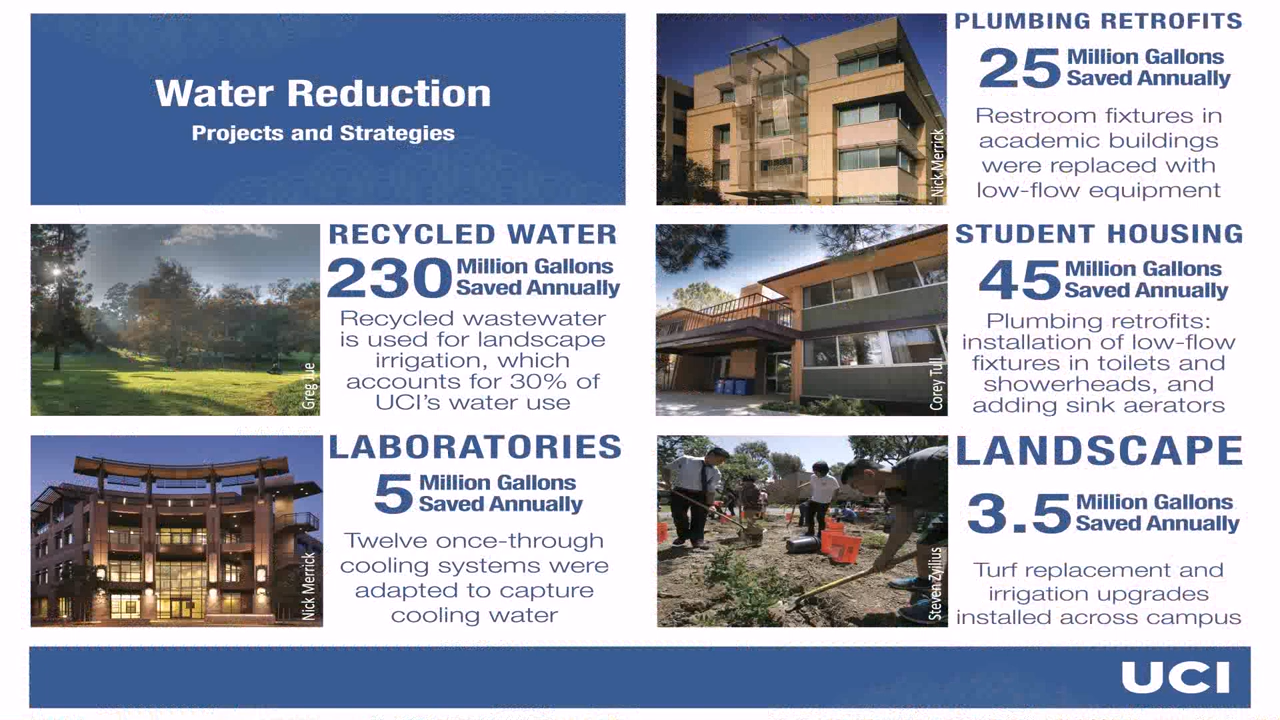 Water Reduction
Projects and Strategies
PLUMBING RETROFITS
25 Million Gallons
Saved Annually
Restroom fixtures in
academic buildings
were replaced with
low-flow equipment
Nick Merrick
RECYCLED WATER
230 Million Gallons
Saved Annually
Recycled wastewater
is used for landscape
irrigation, which
accounts for 30% of
UCI's water use
Greg Jue
STUDENT HOUSING
45 Million Gallons
Saved Annually
Plumbing retrofits:
installation of low-flow
fixtures in toilets and
showerheads, and
adding sink aerators
Corey Tull
LABORATORIES
5 Million Gallons
Saved Annually
Twelve once-through
cooling systems were
adapted to capture
cooling water
Nick Merrick
LANDSCAPE
3.5 Million Gallons
Saved Annually
Turf replacement and
irrigation upgrades
installed across campus
Steven Zylius
UCI